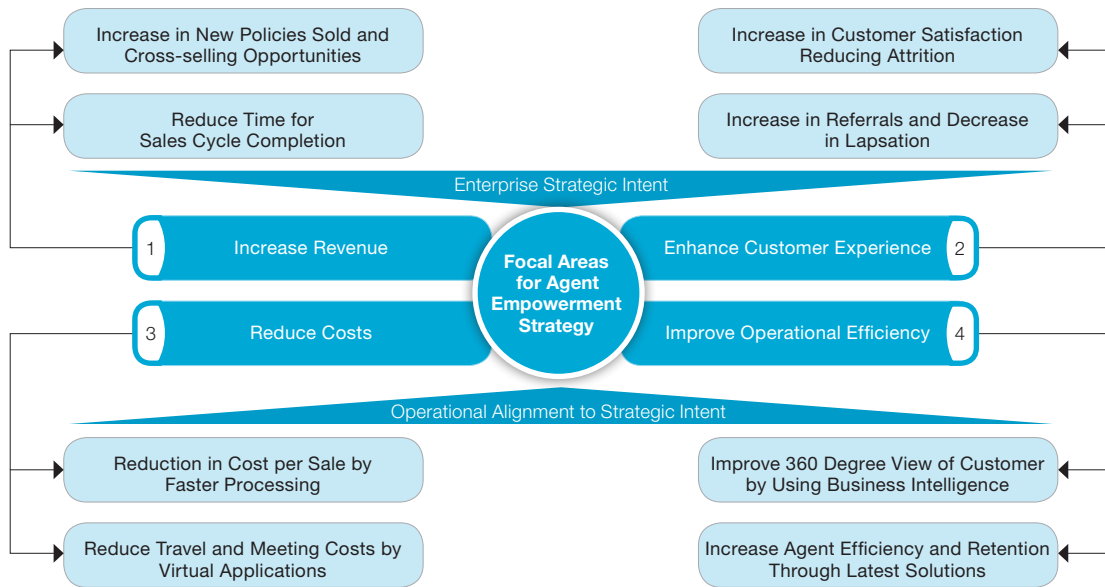 Increase in New Policies Sold and
Cross-selling Opportunities
Increase in Customer Satisfaction
Reducing Attrition
Reduce Time for
Sales Cycle Completion
Increase in Referrals and Decrease
in Lapsation
Enterprise Strategic Intent
1
Increase Revenue
Enhance Customer Experience
2
Focal Areas
for Agent
Empowerment
Strategy
3
Reduce Costs
Improve Operational Efficiency
4
Operational Alignment to Strategic Intent
Reduction in Cost per Sale by
Faster Processing
Improve 360 Degree View of Customer
by Using Business Intelligence
Reduce Travel and Meeting Costs by
Virtual Applications
Increase Agent Efficiency and Retention
Through Latest Solutions